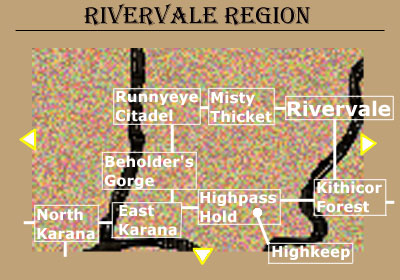 RIVERVALE REGION
Runnyeye
Citadel
Misty
Thicket
Rivervale
Beholder's
Gorge
Highpass
Hold
Kithicor
Forest
North
Karana
East
Karana
Highkeep